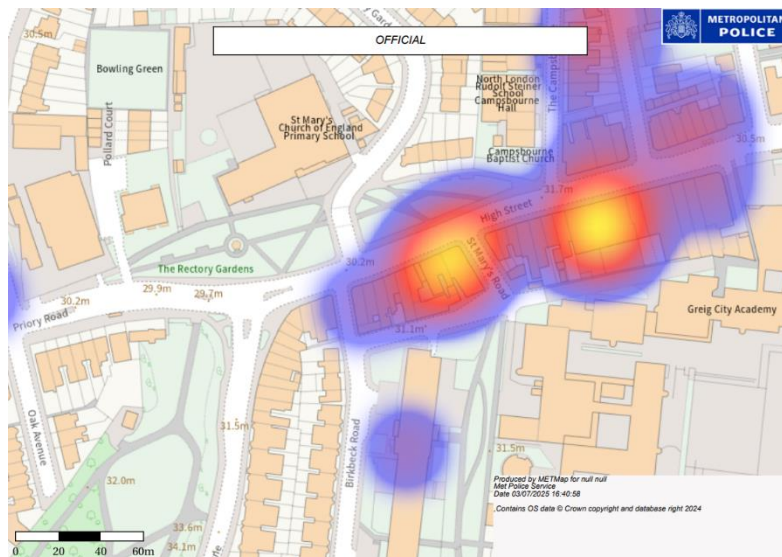 METROPOLITAN
POLICE
OFFICIAL
30.5m
Bowling Green
Pollard Court
St Mary's
Church of England
Primary School
North London
Rudolf Steiner
School
Campsbourne
Hall
The Campsbourne
Campsbourne
Baptist Church
30.5m
31.7m
High Street
St Mary's Road
30.2m
The Rectory Gardens
29.9m
29.7m
30.2m
Priory Road
31.1m
Greig City Academy
Oak Avenue
31.5m
Birkbeck Road
31.5m
32.0m
33.6m
34.1m
0 20 40 60m
Produced by METMap for null null
Met Police Service
Date 03/07/2025 16:40:58
.Contains OS data © Crown copyright and database right 2024